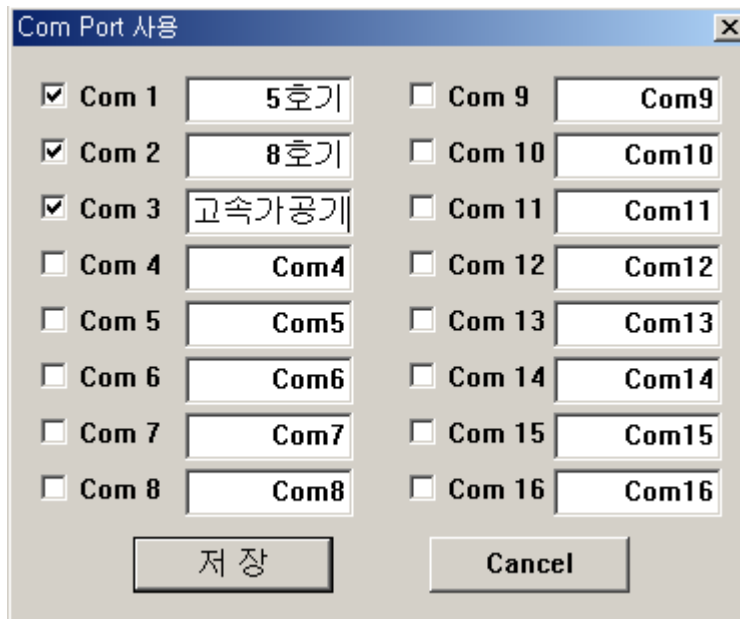 Com Port 사용
Com 1 5호기 Com 9 Com9
Com 2 8호기 Com 10 Com10
Com 3 고속가공기 Com 11 Com11
Com 4 Com4 Com 12 Com12
Com 5 Com5 Com 13 Com13
Com 6 Com6 Com 14 Com14
Com 7 Com7 Com 15 Com15
Com 8 Com8 Com 16 Com16
저 장 Cancel